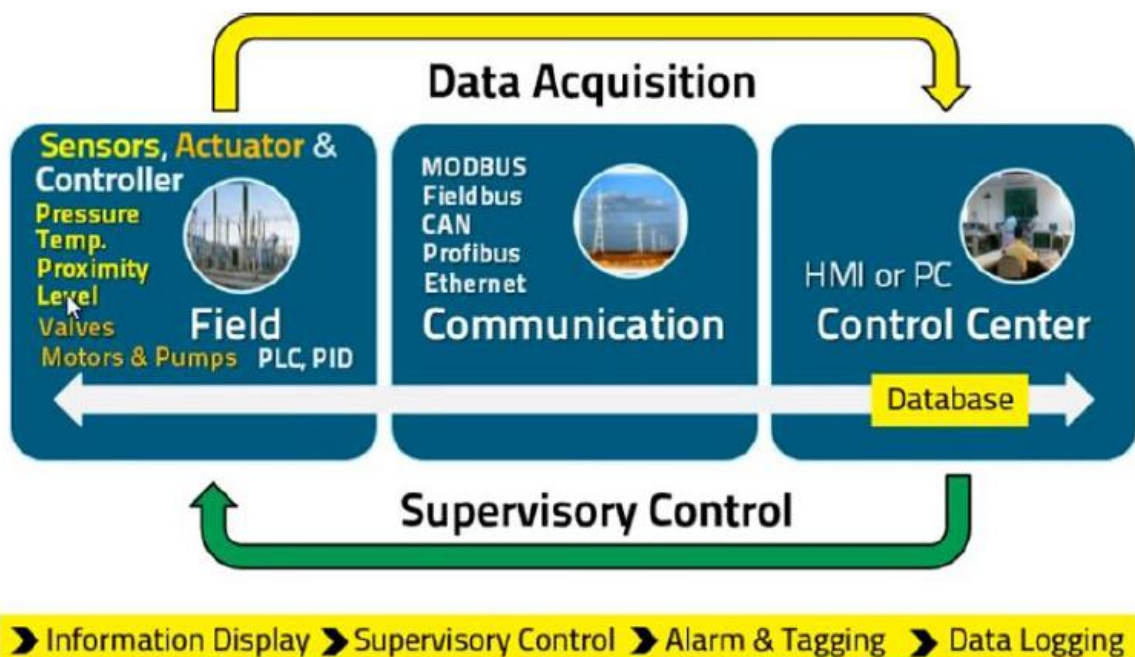 Data Acquisition
Sensors, Actuator &
Controller
Pressure
Temp.
Proximity
Level
Valves
Motors & Pumps PLC, PID
Field
MODBUS
Fieldbus
CAN
Profibus
Ethernet
Communication
HMI or PC
Control Center
Database
Supervisory Control
Information Display Supervisory Control Alarm & Tagging Data Logging